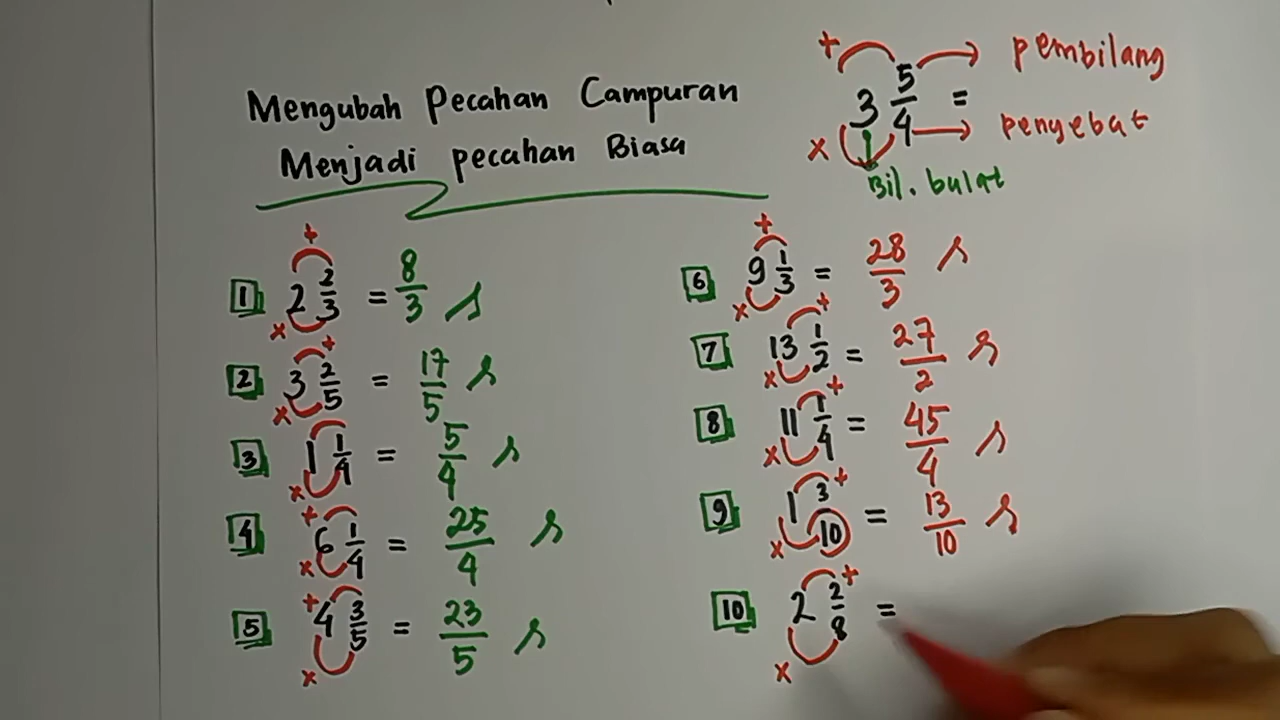 Mengubah Pecahan Campuran
Menjadi pecahan Biasa
+ 3 5/4 = 
x
pembilang
penyebat
Bil. bulat
1 2 2/3 = 8/3
+ x
2 3 2/5 = 17/5
+ x
3 1 1/4 = 5/4
x
4 6 1/4 = 25/4
+ x
5 4 3/5 = 23/5
+ x
6 9 1/3 = 28/3
+ x
7 13 1/2 = 27/2
+ x
8 11 1/4 = 45/4
+ x
9 1 3/10 = 13/10
+ x
10 2 2/8 =
+ x